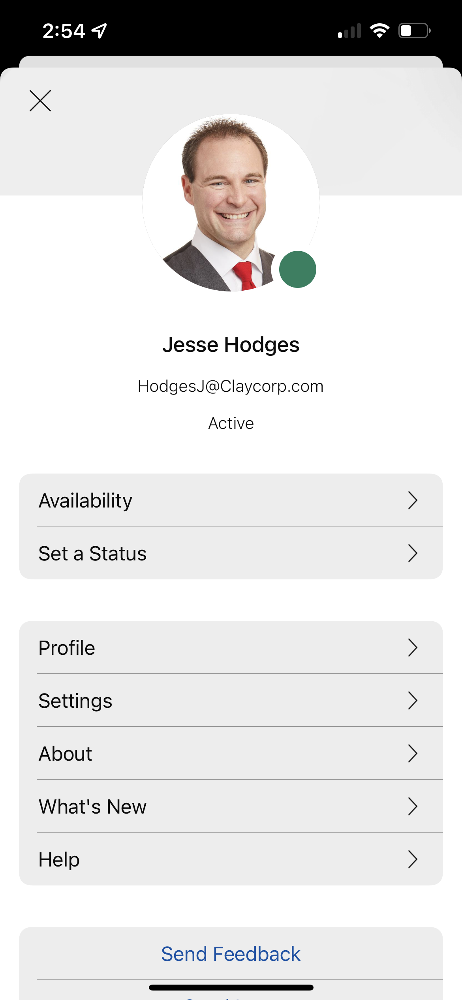 2:54
Jesse Hodges
HodgesJ@Claycorp.com
Active
Availability
Set a Status
Profile
Settings
About
What's New
Help
Send Feedback